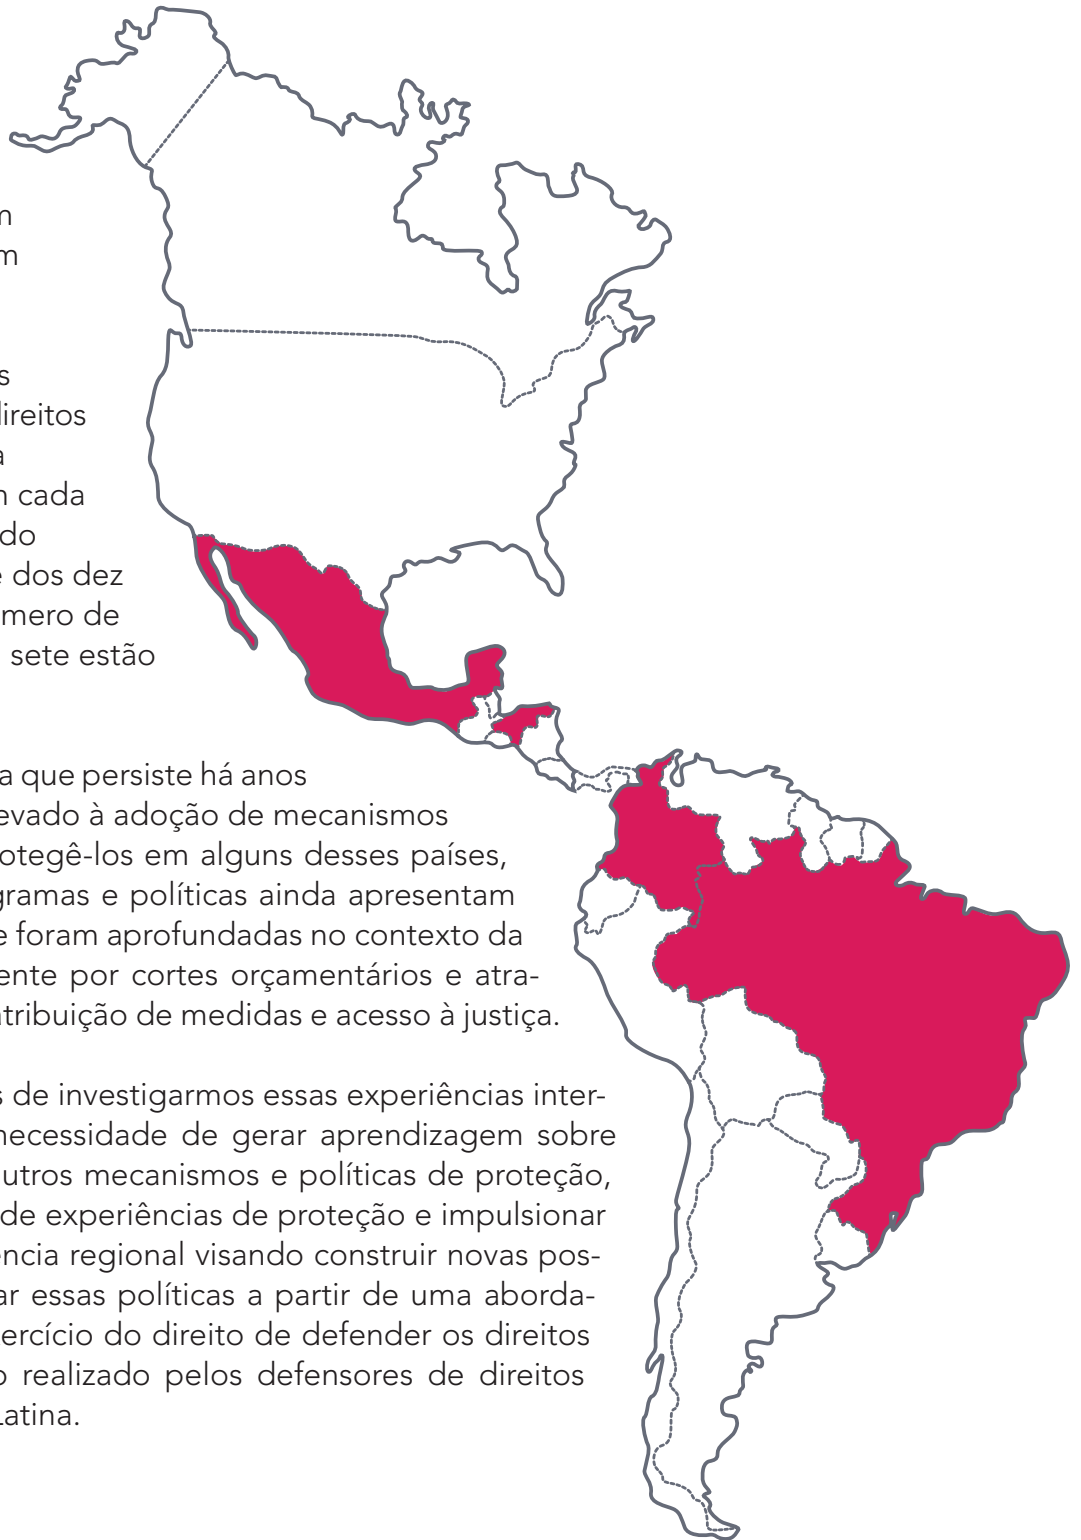 m
m
s
direitos
a
m cada
do
e dos dez
mero de
sete estão
a que persiste há anos
evado à adoção de mecanismos
otegê-los em alguns desses países,
gramas e políticas ainda apresentam
e foram aprofundadas no contexto da
ente por cortes orçamentários e atra-
atribuição de medidas e acesso à justiça.
s de investigarmos essas experiências inter-
necessidade de gerar aprendizagem sobre
outros mecanismos e políticas de proteção,
de experiências de proteção e impulsionar
ência regional visando construir novas pos-
ar essas políticas a partir de uma aborda-
ercício do direito de defender os direitos
o realizado pelos defensores de direitos
Latina.